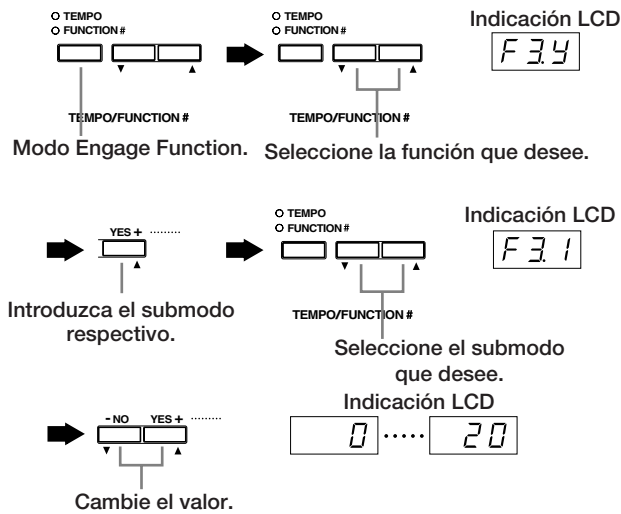 TEMPO
FUNCTION #
TEMPO/FUNCTION #
Modo Engage Function.
TEMPO
FUNCTION #
TEMPO/FUNCTION #
Seleccione la función que desee.
Indicación LCD
F 3.Y
YES +
Introduzca el submodo
respectivo.
TEMPO
FUNCTION #
TEMPO/FUNCTION #
Seleccione el submodo
que desee.
Indicación LCD
F 3.1
- NO YES +
Cambie el valor.
Indicación LCD
0 ..... 20